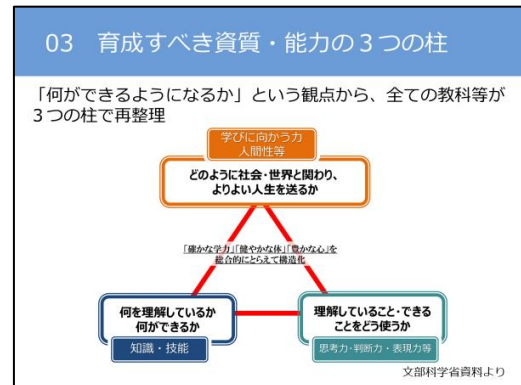 03 育成すべき資質・能力の３つの柱
「何ができるようになるか」という観点から、全ての教科等が
３つの柱で再整理
学びに向かう力
人間性等
どのように社会・世界と関わり、
よりよい人生を送るか
「確かな学力」「健やかな体」「豊かな心」を
総合的にとらえて構造化
何を理解しているか
何ができるか
知識・技能
理解していること・できる
ことをどう使うか
思考力・判断力・表現力等
文部科学省資料より